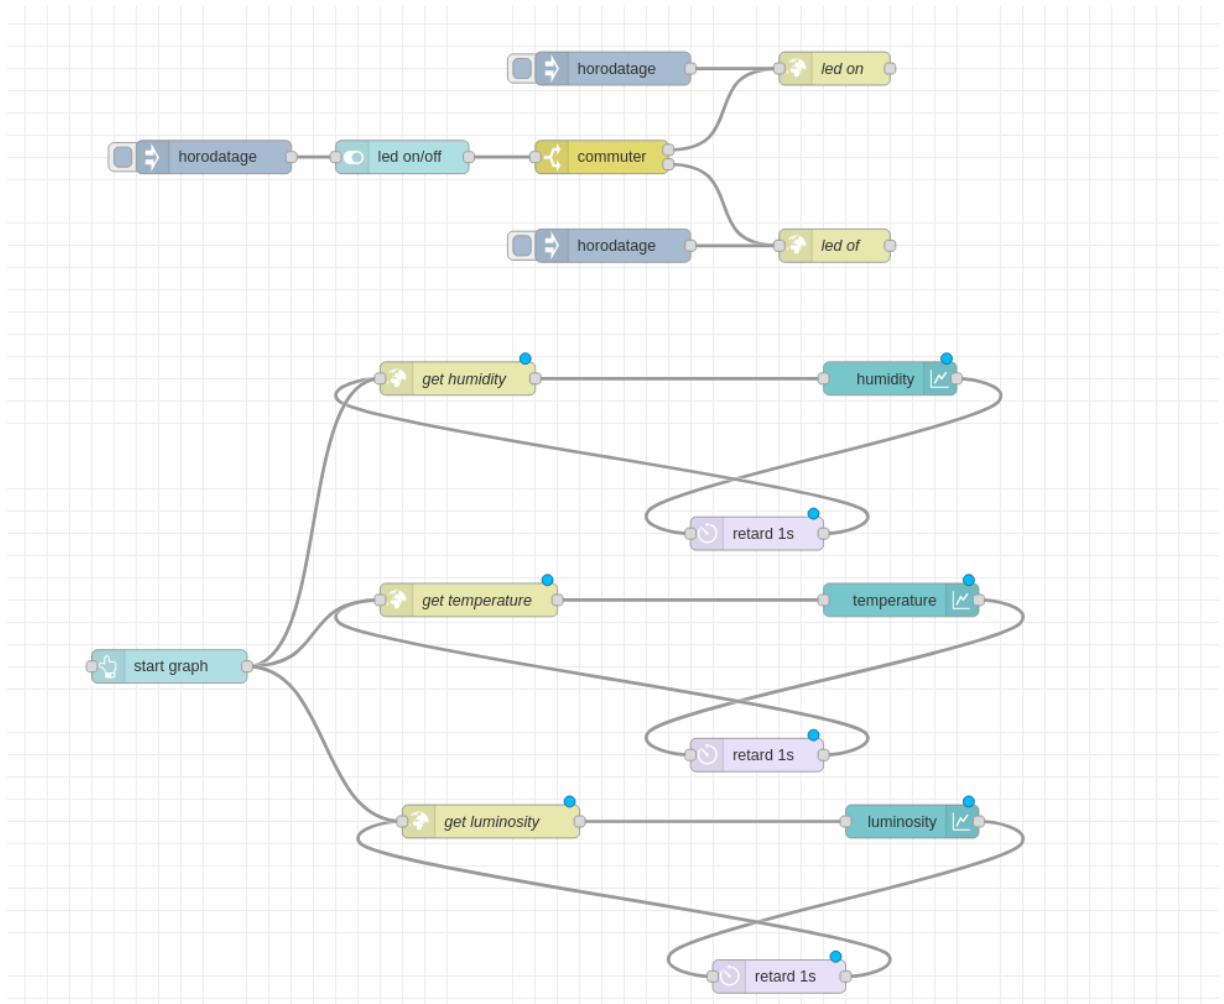 horodatage
led on
horodatage
led on/off
commuter
horodatage
led of
get humidity
humidity
retard 1s
get temperature
temperature
start graph
retard 1s
get luminosity
luminosity
retard 1s